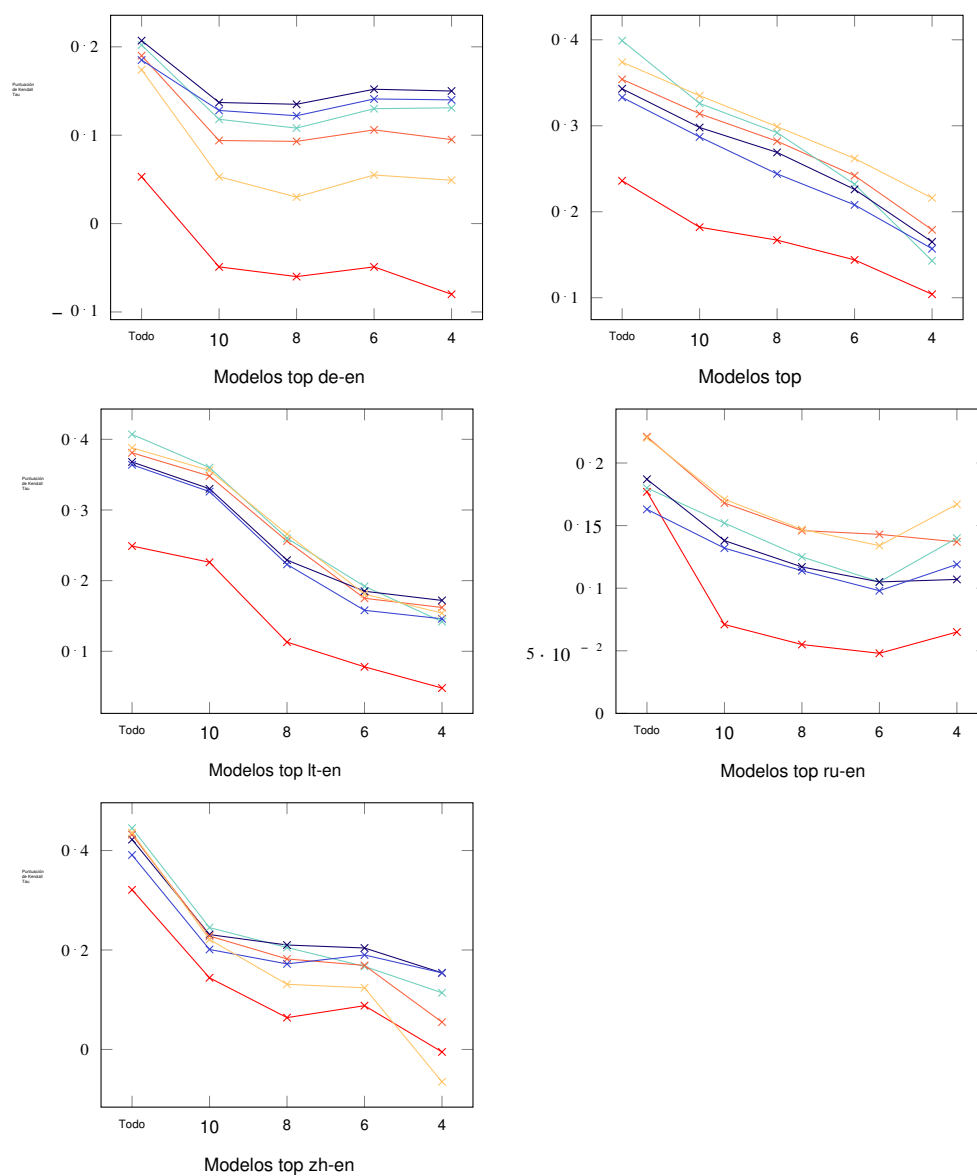 0.2
0.1
0
− 0.1
Puntuación
de Kendall
Tau
Todo 10 8 6 4
Modelos top de-en
0.4
0.3
0.2
0.1
Todo 10 8 6 4
Modelos top
0.4
0.3
0.2
0.1
Puntuación
de Kendall
Tau
Todo 10 8 6 4
Modelos top lt-en
0.2
0.15
0.1
5 · 10 −2
0
Todo 10 8 6 4
Modelos top ru-en
0.4
0.2
0
Puntuación
de Kendall
Tau
Todo 10 8 6 4
Modelos top zh-en